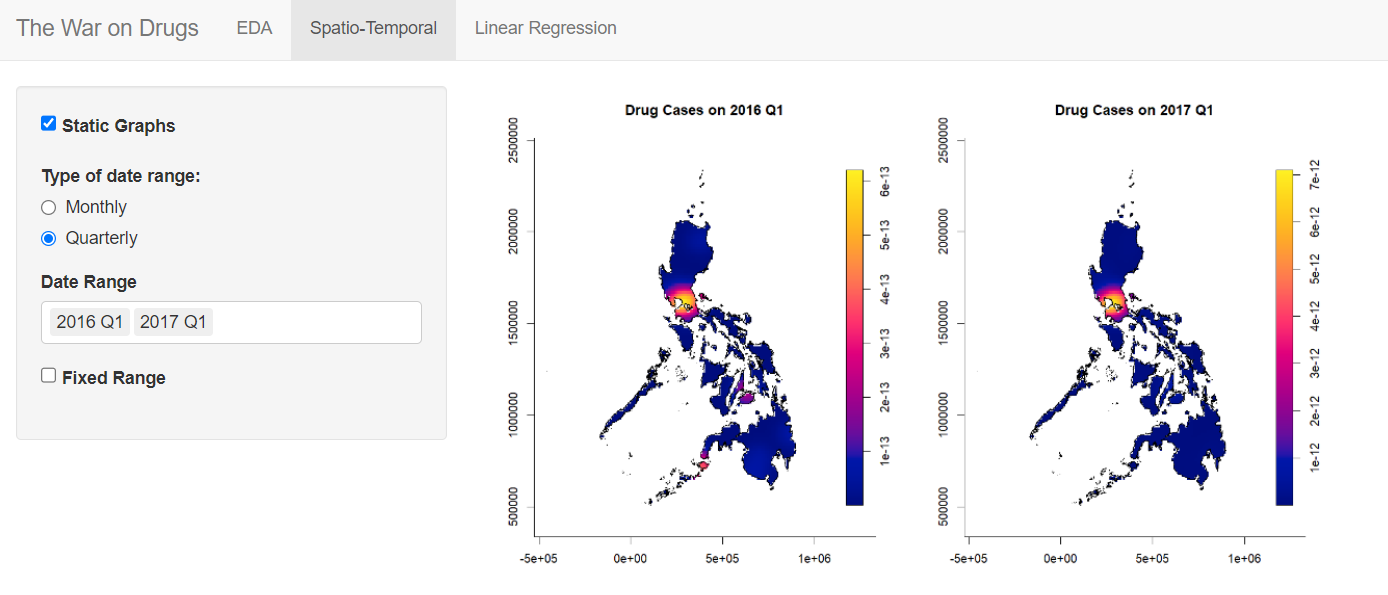 The War on Drugs EDA Spatio-Temporal Linear Regression
Static Graphs
Type of date range:
Monthly
Quarterly
Date Range
2016 Q1 2017 Q1
Fixed Range
Drug Cases on 2016 Q1
2500000
2000000
1500000
1000000
500000
-5e+05 0e+00 5e+05 1e+06
6e-13
5e-13
4e-13
3e-13
2e-13
1e-13
Drug Cases on 2017 Q1
2500000
2000000
1500000
1000000
500000
-5e+05 0e+00 5e+05 1e+06
7e-12
6e-12
5e-12
4e-12
3e-12
2e-12
1e-12